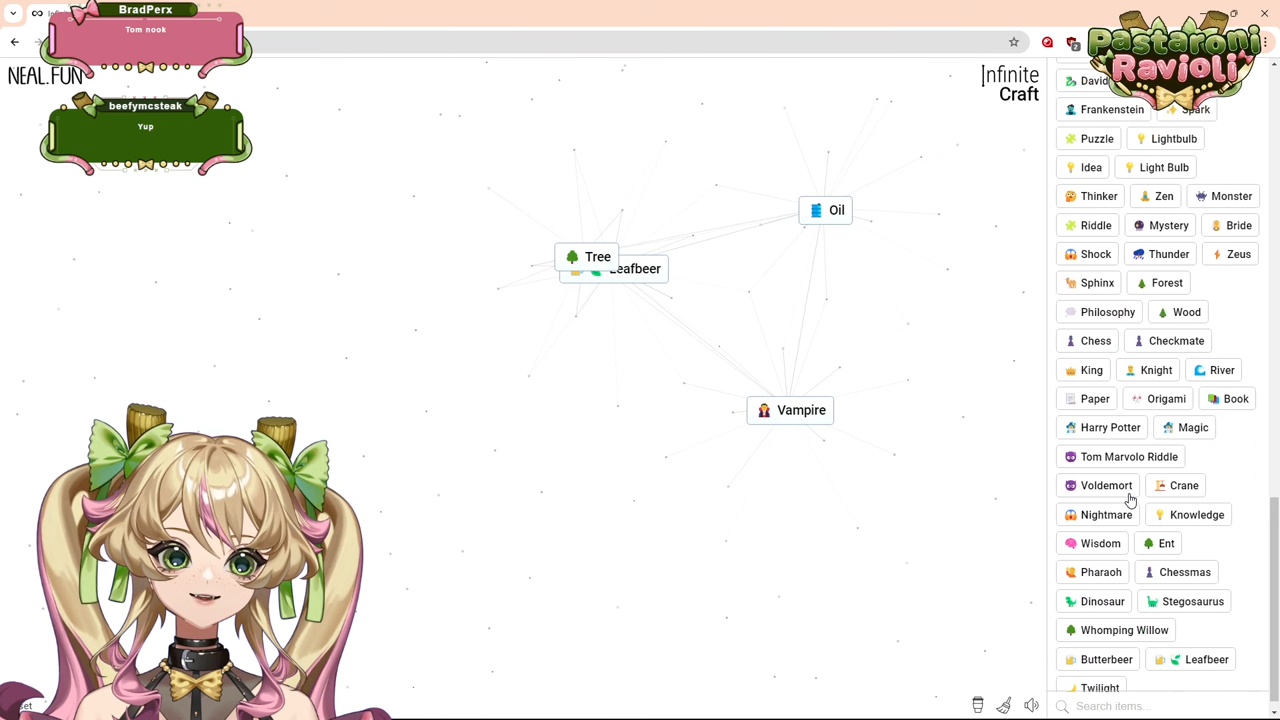 BradPerx
Tom nook
NEAL.FUN
beefymcsteak
Yup
Pastaroni
Ravioli
Infinite
Craft
Oil
Tree
Leafbeer
Vampire
David
Frankenstein
Spark
Puzzle
Lightbulb
Idea
Light Bulb
Thinker
Zen
Monster
Riddle
Mystery
Bride
Shock
Thunder
Zeus
Sphinx
Forest
Philosophy
Wood
Chess
Checkmate
King
Knight
River
Paper
Origami
Book
Harry Potter
Magic
Tom Marvolo Riddle
Voldemort
Crane
Nightmare
Knowledge
Wisdom
Ent
Pharaoh
Chessmas
Dinosaur
Stegosaurus
Whomping Willow
Butterbeer
Leafbeer
Twilight
Search items...